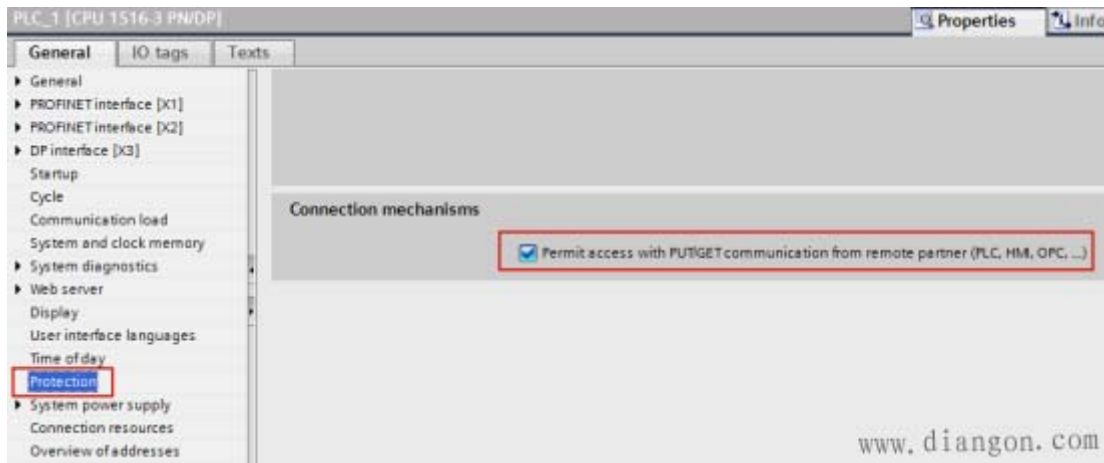 PLC_1 [CPU 1516-3 PN/DP]
Properties
Info
General
IO tags
Texts
General
PROFINET interface [X1]
PROFINET interface [X2]
DP interface [X3]
Startup
Cycle
Communication load
System and clock memory
System diagnostics
Web server
Display
User interface languages
Time of day
Protection
System power supply
Connection resources
Overview of addresses
Connection mechanisms
Permit access with PUT/GET communication from remote partner (PLC, HMI, OPC, ...)
www.diangon.com